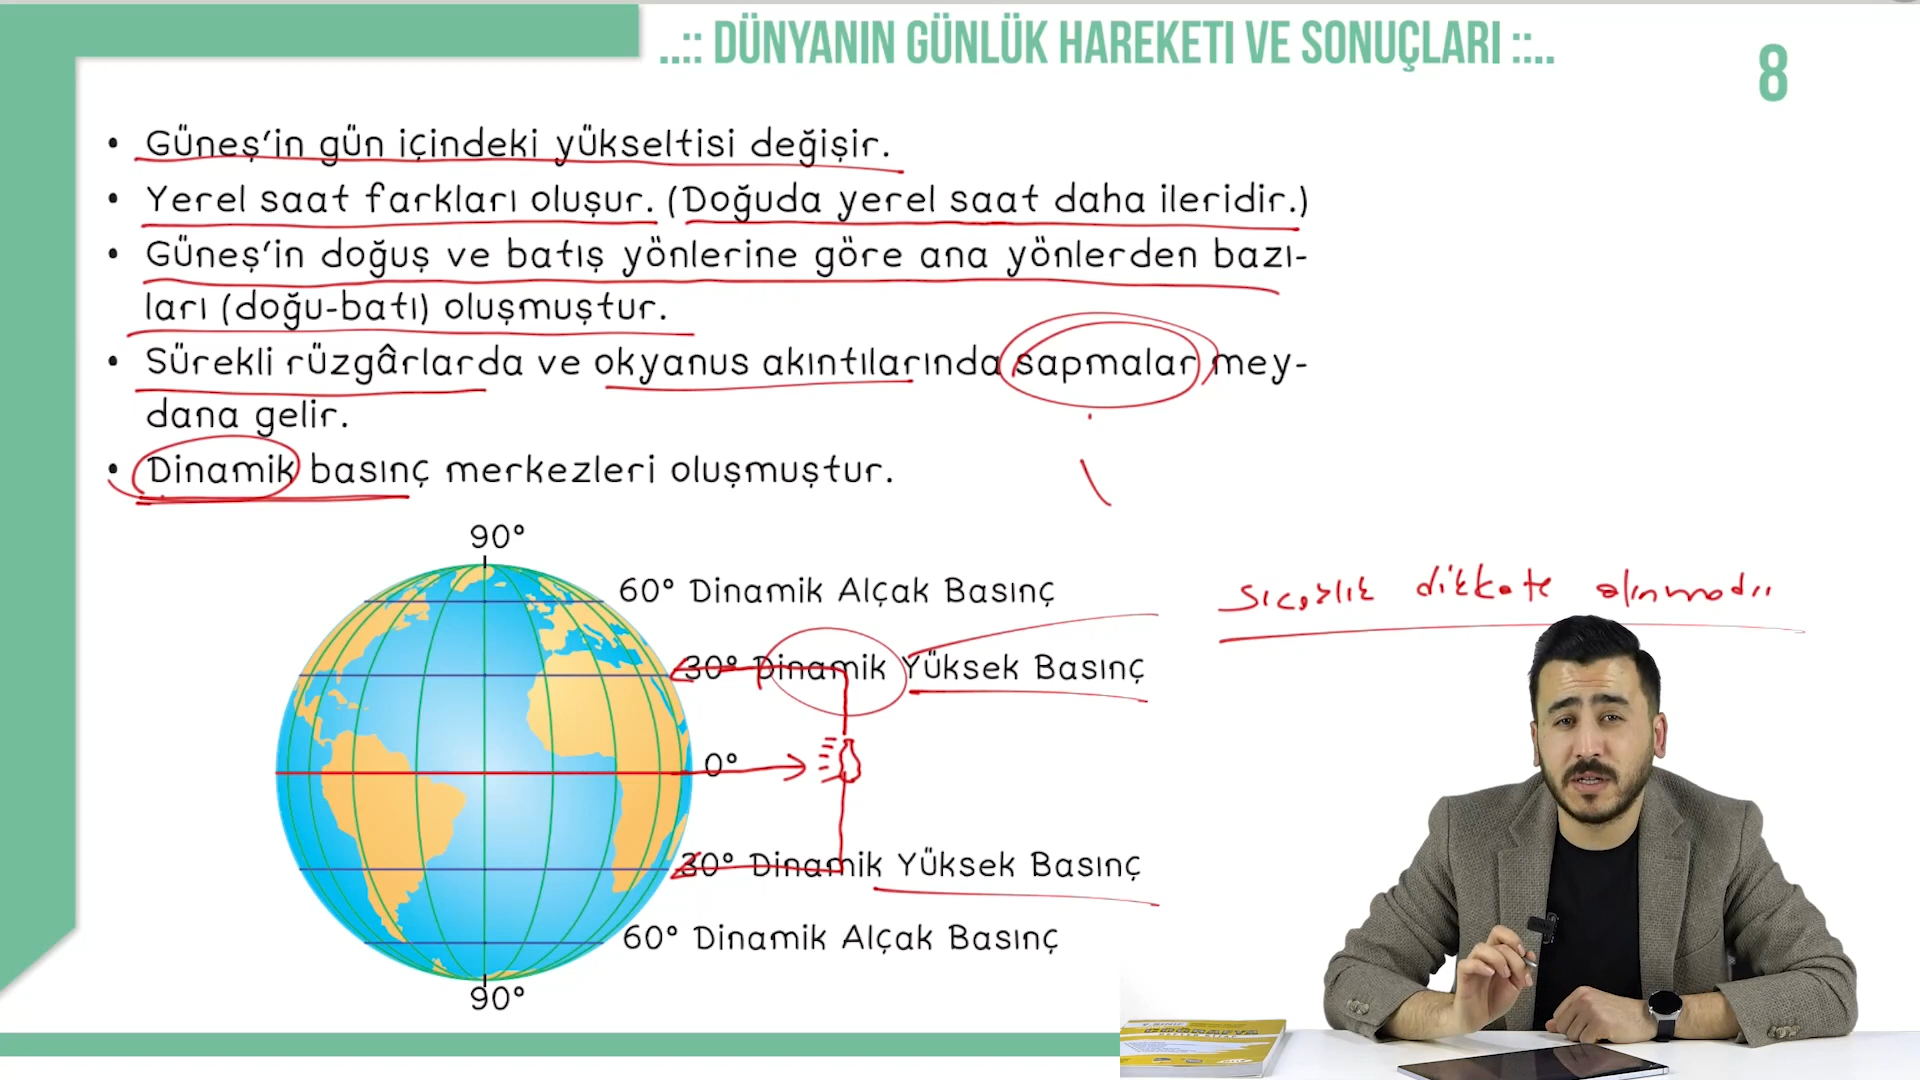 ..:: DÜNYANIN GÜNLÜK HAREKETI VE SONUÇLARI ::..
8
• Güneş'in gün içindeki yükseltisi değişir.
• Yerel saat farkları oluşur. (Doğuda yerel saat daha ileridir.)
• Güneş'in doğuş ve batış yönlerine göre ana yönlerden bazı-
ları (doğu-batı) oluşmuştur.
• Sürekli rüzgârlarda ve okyanus akıntılarında sapmalar mey-
dana gelir.
• Dinamik basınç merkezleri oluşmuştur.
90°
60° Dinamik Alçak Basınç
sıcaklık dikkate alınmadı
30° Dinamik Yüksek Basınç
0°
30° Dinamik Yüksek Basınç
60° Dinamik Alçak Basınç
90°